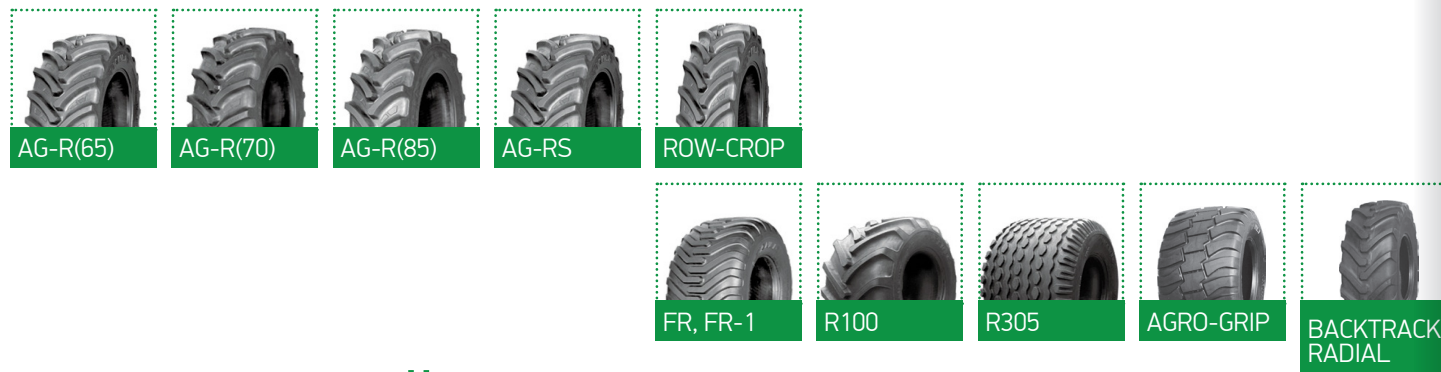 AG-R(65)
AG-R(70)
AG-R(85)
AG-RS
ROW-CROP
FR, FR-1
R100
R305
AGRO-GRIP
BACKTRACK
RADIAL